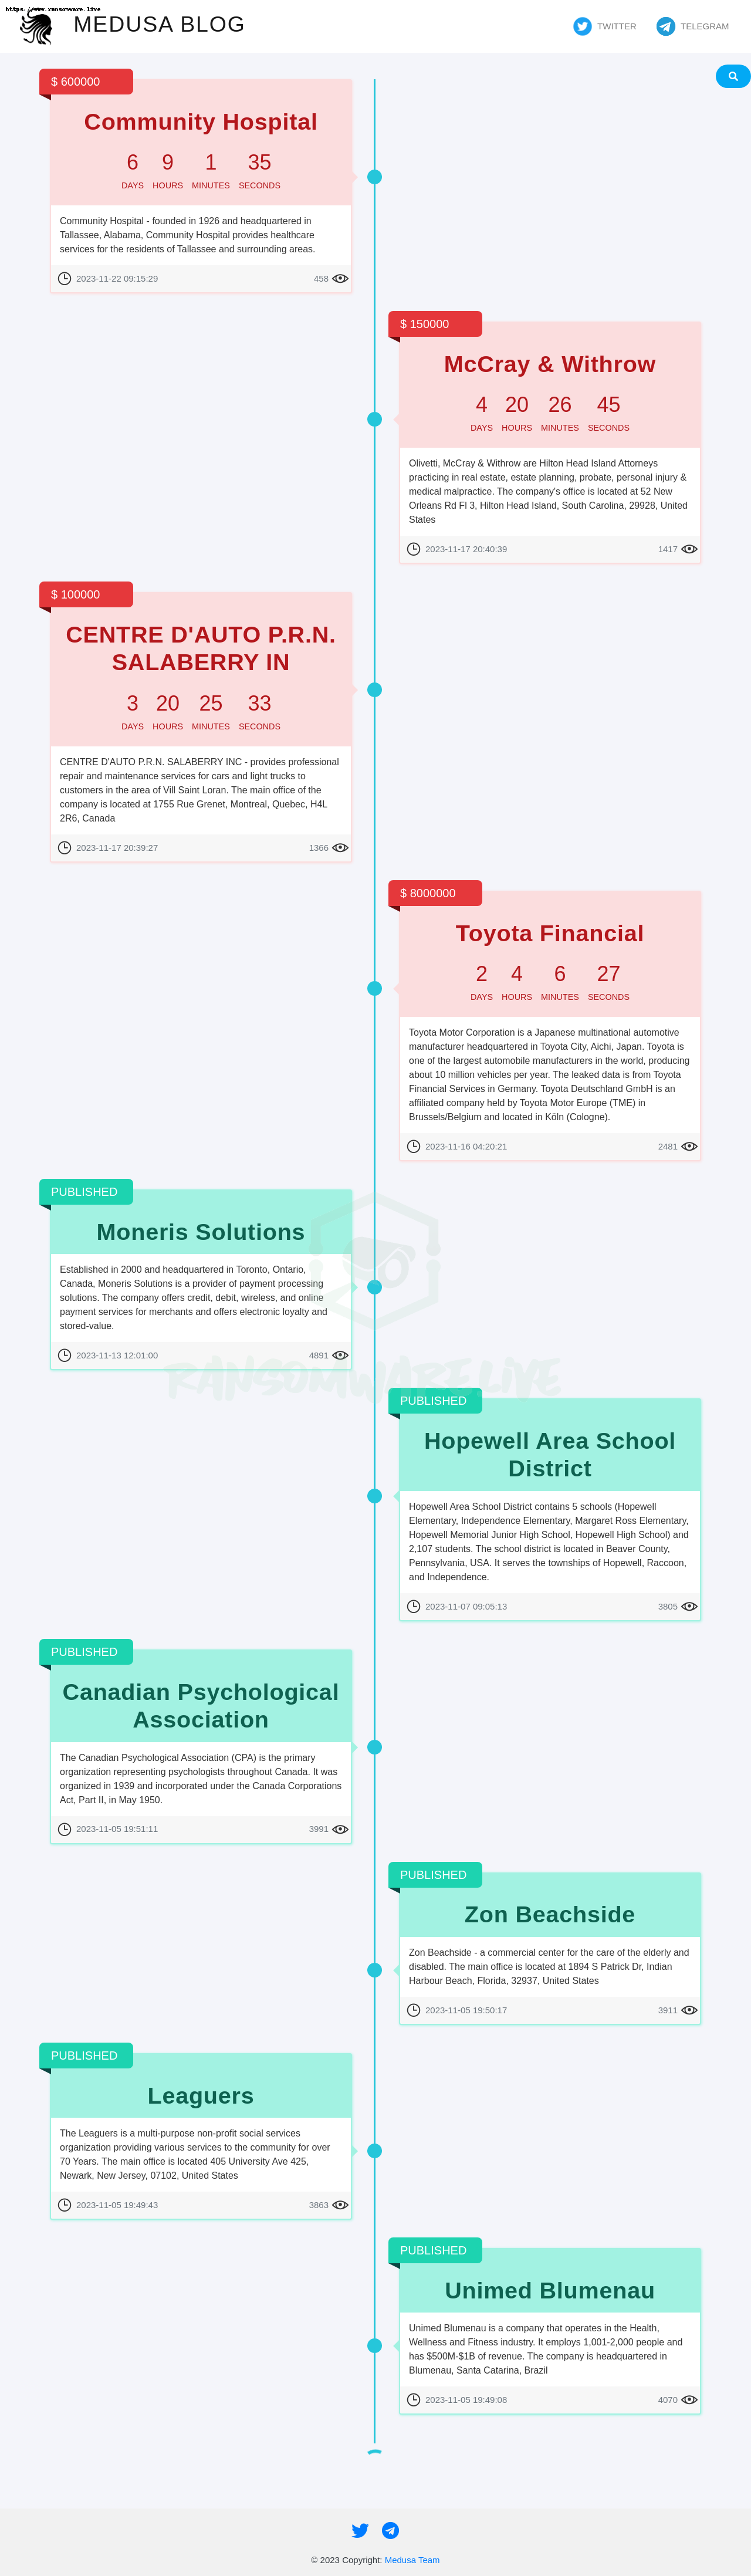 https://www.ransomware.live
MEDUSA BLOG
TWITTER
TELEGRAM
$ 600000
Community Hospital
6 9 1 35
DAYS HOURS MINUTES SECONDS
Community Hospital - founded in 1926 and headquartered in
Tallassee, Alabama, Community Hospital provides healthcare
services for the residents of Tallassee and surrounding areas.
2023-11-22 09:15:29
458
$ 150000
McCray & Withrow
4 20 26 45
DAYS HOURS MINUTES SECONDS
Olivetti, McCray & Withrow are Hilton Head Island Attorneys
practicing in real estate, estate planning, probate, personal injury &
medical malpractice. The company's office is located at 52 New
Orleans Rd Fl 3, Hilton Head Island, South Carolina, 29928, United
States
2023-11-17 20:40:39
1417
$ 100000
CENTRE D'AUTO P.R.N.
SALABERRY IN
3 20 25 33
DAYS HOURS MINUTES SECONDS
CENTRE D'AUTO P.R.N. SALABERRY INC - provides professional
repair and maintenance services for cars and light trucks to
customers in the area of Vill Saint Loran. The main office of the
company is located at 1755 Rue Grenet, Montreal, Quebec, H4L
2R6, Canada
2023-11-17 20:39:27
1366
$ 8000000
Toyota Financial
2 4 6 27
DAYS HOURS MINUTES SECONDS
Toyota Motor Corporation is a Japanese multinational automotive
manufacturer headquartered in Toyota City, Aichi, Japan. Toyota is
one of the largest automobile manufacturers in the world, producing
about 10 million vehicles per year. The leaked data is from Toyota
Financial Services in Germany. Toyota Deutschland GmbH is an
affiliated company held by Toyota Motor Europe (TME) in
Brussels/Belgium and located in Köln (Cologne).
2023-11-16 04:20:21
2481
PUBLISHED
Moneris Solutions
Established in 2000 and headquartered in Toronto, Ontario,
Canada, Moneris Solutions is a provider of payment processing
solutions. The company offers credit, debit, wireless, and online
payment services for merchants and offers electronic loyalty and
stored-value.
2023-11-13 12:01:00
4891
RANSOMWARE.LIVE
PUBLISHED
Hopewell Area School
District
Hopewell Area School District contains 5 schools (Hopewell
Elementary, Independence Elementary, Margaret Ross Elementary,
Hopewell Memorial Junior High School, Hopewell High School) and
2,107 students. The school district is located in Beaver County,
Pennsylvania, USA. It serves the townships of Hopewell, Raccoon,
and Independence.
2023-11-07 09:05:13
3805
PUBLISHED
Canadian Psychological
Association
The Canadian Psychological Association (CPA) is the primary
organization representing psychologists throughout Canada. It was
organized in 1939 and incorporated under the Canada Corporations
Act, Part II, in May 1950.
2023-11-05 19:51:11
3991
PUBLISHED
Zon Beachside
Zon Beachside - a commercial center for the care of the elderly and
disabled. The main office is located at 1894 S Patrick Dr, Indian
Harbour Beach, Florida, 32937, United States
2023-11-05 19:50:17
3911
PUBLISHED
Leaguers
The Leaguers is a multi-purpose non-profit social services
organization providing various services to the community for over
70 Years. The main office is located 405 University Ave 425,
Newark, New Jersey, 07102, United States
2023-11-05 19:49:43
3863
PUBLISHED
Unimed Blumenau
Unimed Blumenau is a company that operates in the Health,
Wellness and Fitness industry. It employs 1,001-2,000 people and
has $500M-$1B of revenue. The company is headquartered in
Blumenau, Santa Catarina, Brazil
2023-11-05 19:49:08
4070
© 2023 Copyright: Medusa Team